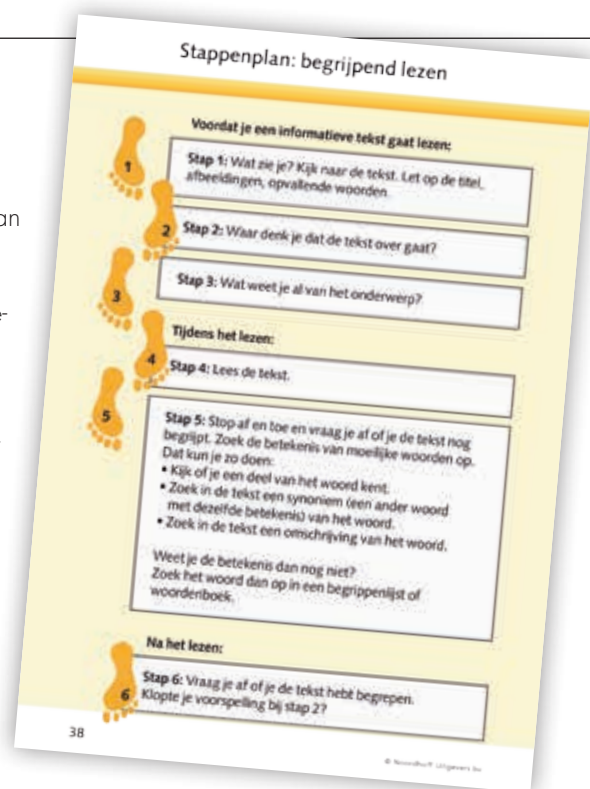 Stappenplan: begrijpend lezen
Voordat je een informatieve tekst gaat lezen:
1
Stap 1: Wat zie je? Kijk naar de tekst. Let op de titel,
afbeeldingen, opvallende woorden.
2
Stap 2: Waar denk je dat de tekst over gaat?
3
Stap 3: Wat weet je al van het onderwerp?
Tijdens het lezen:
4
Stap 4: Lees de tekst.
5
Stap 5: Stop af en toe en vraag je af of je de tekst nog
begrijpt. Zoek de betekenis van moeilijke woorden op.
Dat kun je zo doen:
• Kijk of je een deel van het woord kent.
• Zoek in de tekst een synoniem (een ander woord
met dezelfde betekenis) van het woord.
• Zoek in de tekst een omschrijving van het woord.
Weet je de betekenis dan nog niet?
Zoek het woord dan op in een begrippenlijst of
woordenboek.
Na het lezen:
6
Stap 6: Vraag je af of je de tekst hebt begrepen.
Klopte je voorspelling bij stap 2?
38
© Noordhoff Uitgevers bv
an
e-